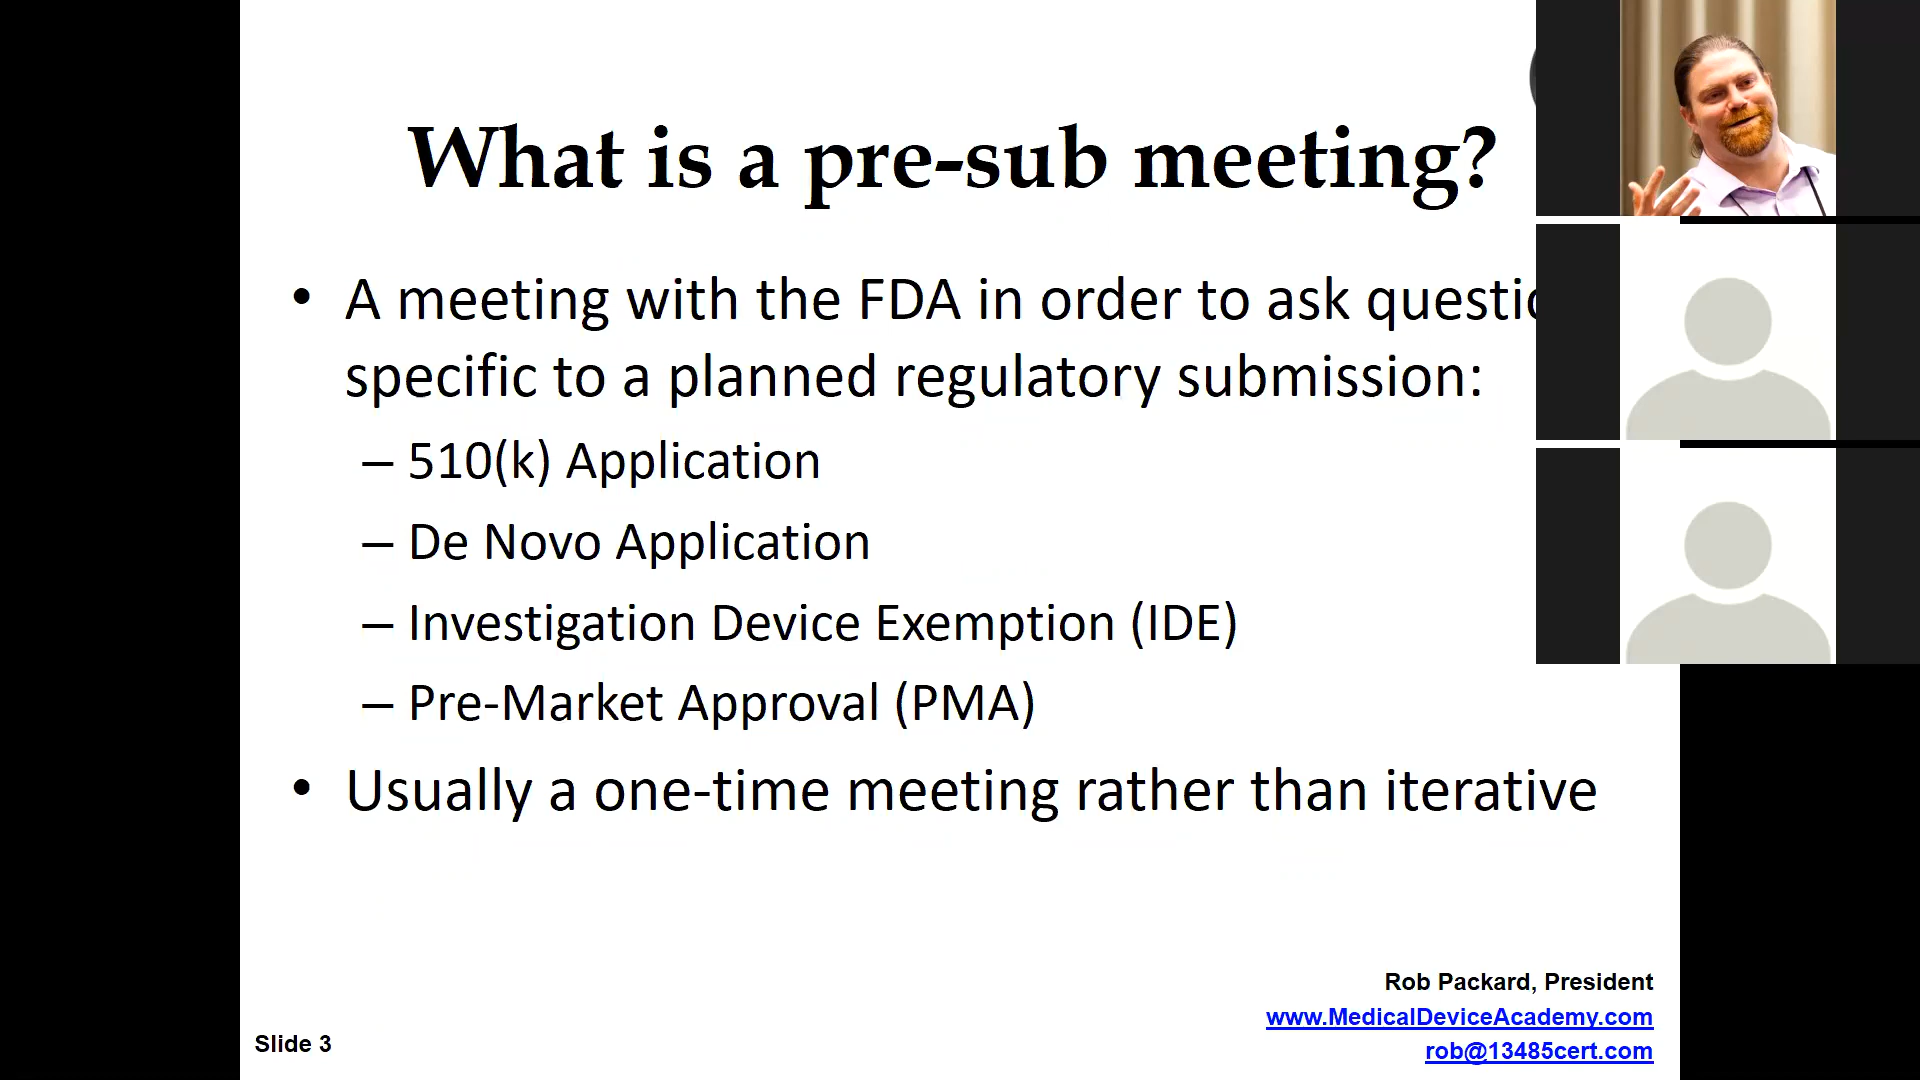 What is a pre-sub meeting?
• A meeting with the FDA in order to ask
specific to a planned regulatory submission:
– 510(k) Application
– De Novo Application
– Investigation Device Exemption (IDE)
– Pre-Market Approval (PMA)
• Usually a one-time meeting rather than iterative
Rob Packard, President
www.MedicalDeviceAcademy.com
Slide 3
rob@13485cert.com